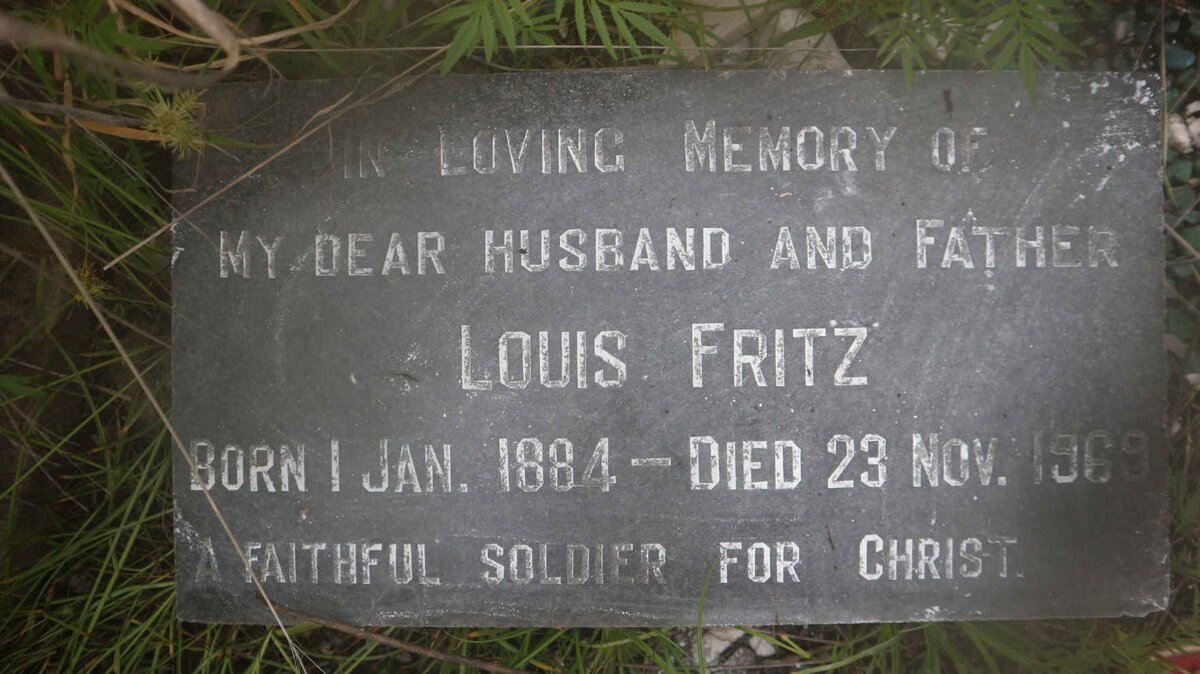 IN LOVING MEMORY OF
MY DEAR HUSBAND AND FATHER
LOUIS FRITZ
BORN 1 JAN. 1884 – DIED 23 NOV. 1969
A FAITHFUL SOLDIER FOR CHRIST.